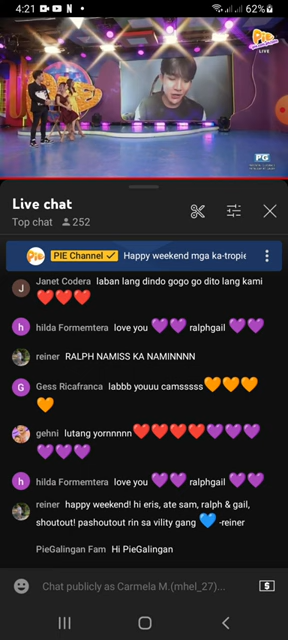 4:21
62%
PIE
LIVE
PG
Live chat
Top chat 252
PIE
PIE Channel Happy weekend mga ka-tropie
J Janet Codera laban lang dindo gogo go dito lang kami
❤️❤️❤️
h hilda Formemtera love you 💜💜 ralphgail 💜💜
reiner RALPH NAMISS KA NAMINNNN
G Gess Ricafranca labbb youuu camsssss🧡🧡🧡
🧡
gehni lutang yornnnnn❤️❤️❤️❤️💜💜💜
💜💜💜
h hilda Formemtera love you 💜💜 ralphgail 💜💜
reiner happy weekend! hi eris, ate sam, ralph & gail,
shoutout! pashoutout rin sa vility gang 💙 -reiner
PieGalingan Fam Hi PieGalingan
Chat publicly as Carmela M.(mhel_27)...